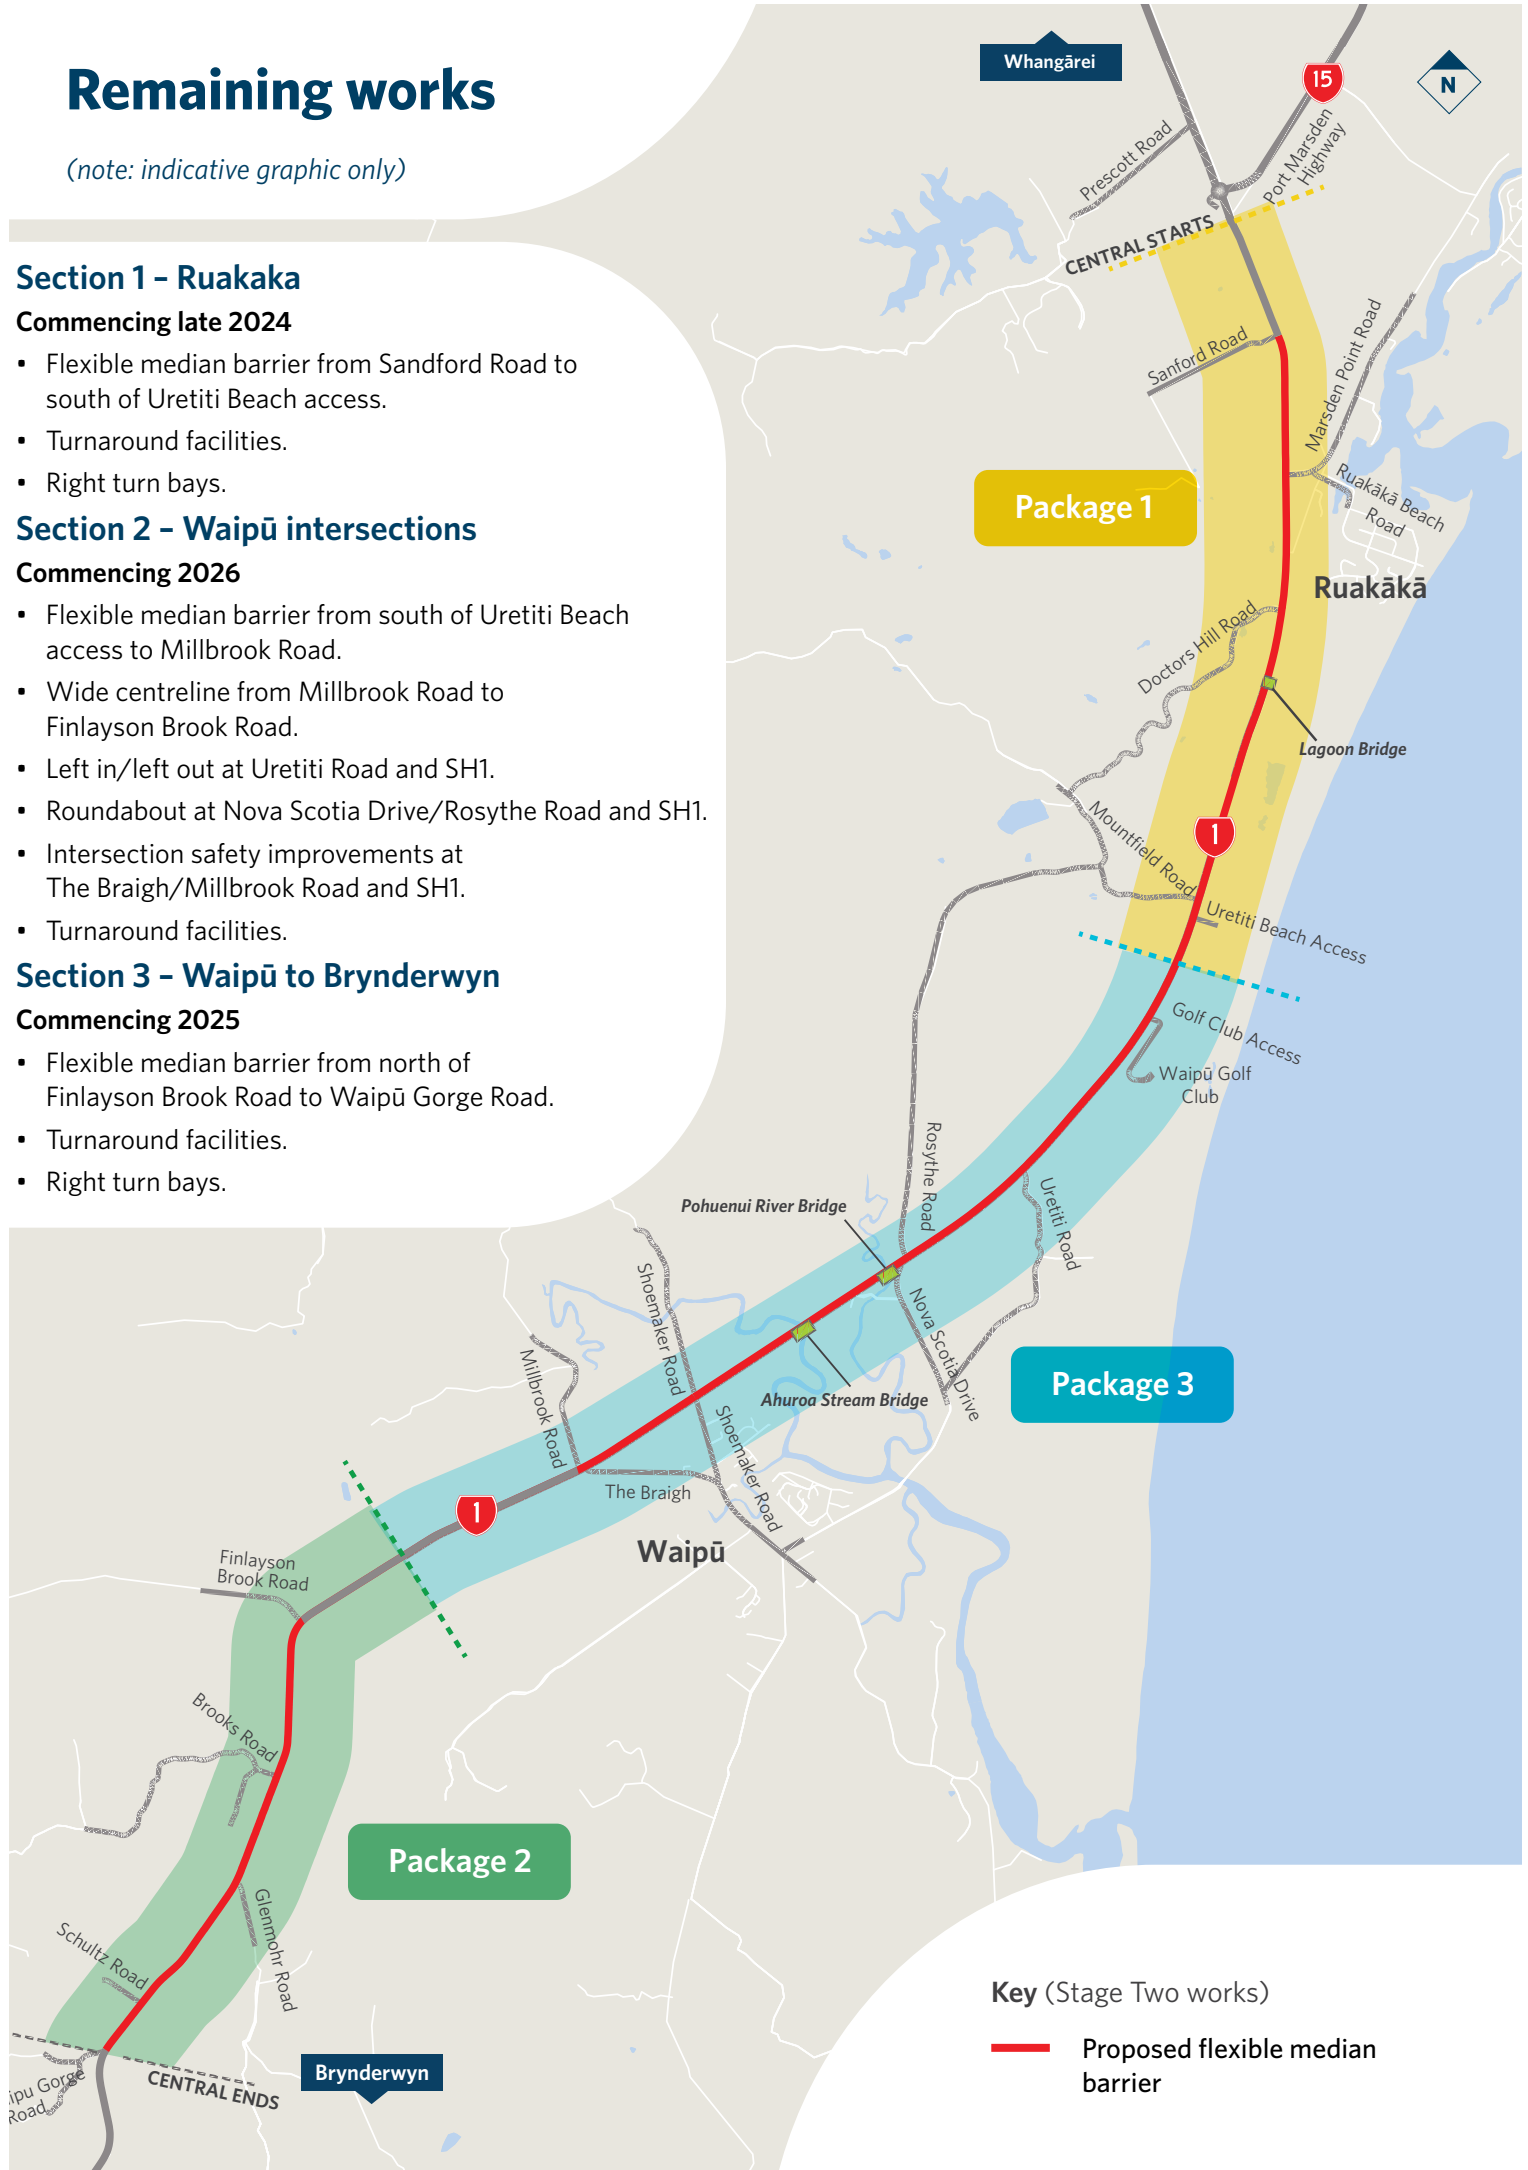 Remaining works
(note: indicative graphic only)
Section 1 – Ruakaka
Commencing late 2024
• Flexible median barrier from Sandford Road to
south of Uretiti Beach access.
• Turnaround facilities.
• Right turn bays.
Section 2 – Waipū intersections
Commencing 2026
• Flexible median barrier from south of Uretiti Beach
access to Millbrook Road.
• Wide centreline from Millbrook Road to
Finlayson Brook Road.
• Left in/left out at Uretiti Road and SH1.
• Roundabout at Nova Scotia Drive/Rosythe Road and SH1.
• Intersection safety improvements at
The Braigh/Millbrook Road and SH1.
• Turnaround facilities.
Section 3 – Waipū to Brynderwyn
Commencing 2025
• Flexible median barrier from north of
Finlayson Brook Road to Waipū Gorge Road.
• Turnaround facilities.
• Right turn bays.
Whangārei
15
N
Prescott Road
Port Marsden
Highway
CENTRAL STARTS
Sanford Road
Marsden Point Road
Ruakākā Beach
Road
Package 1
Ruakākā
Doctors Hill Road
Lagoon Bridge
Mountfield Road
1
Uretiti Beach Access
Golf Club Access
Waipū Golf
Club
Rosythe Road
Uretiti Road
Pohuenui River Bridge
Shoemaker Road
Nova Scotia Drive
Millbrook Road
Package 3
Ahuroa Stream Bridge
Shoemaker Road
The Braigh
1
Waipū
Finlayson
Brook Road
Brooks Road
Package 2
Glenmohr Road
Schultz Road
CENTRAL ENDS
Brynderwyn
ipu Gorge
Road
Key (Stage Two works)
Proposed flexible median
barrier